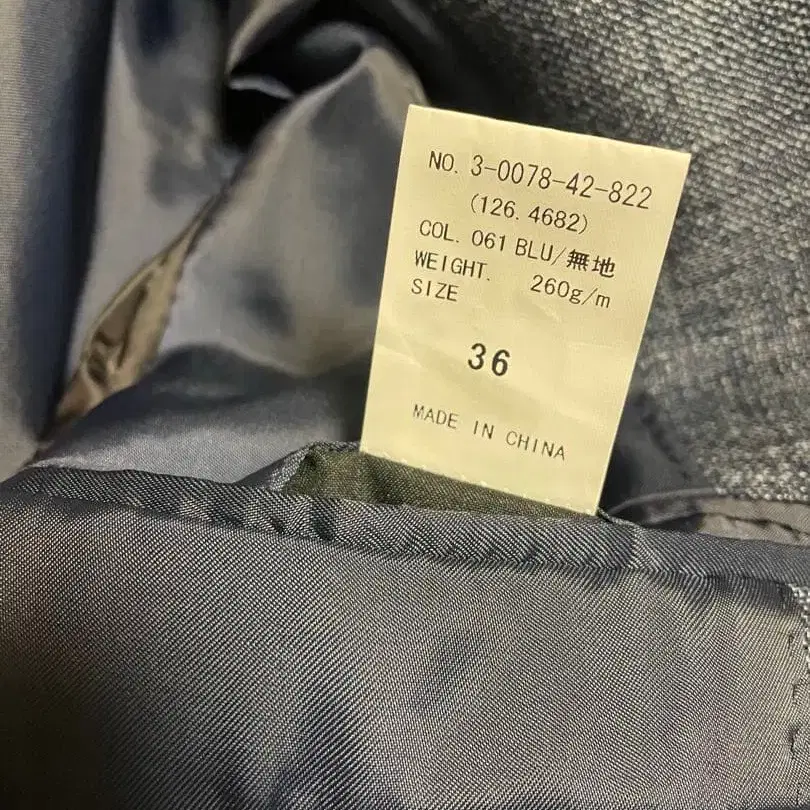 NO. 3-0078-42-822
(126.4682)
COL. 061 BLU/無地
WEIGHT. 260g/m
SIZE
36
MADE IN CHINA